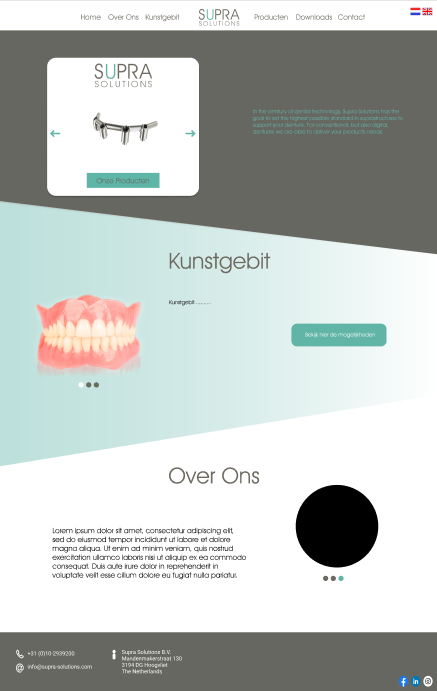 Home Over Ons Kunstgebit SUPRA SOLUTIONS Producten Downloads Contact
SUPRA
SOLUTIONS
Onze Producten
In the century of dental technology, Supra Solutions has the
goal to set the highest possible standard in suprastructures to
support your denture. For conventional, but also digital,
dentures we are able to deliver your products needs
Kunstgebit
Kunstgebit ..........
Bekijk hier de mogelijkheden
Over Ons
Lorem ipsum dolor sit amet, consectetur adipiscing elit,
sed do eiusmod tempor incididunt ut labore et dolore
magna aliqua. Ut enim ad minim veniam, quis nostrud
exercitation ullamco laboris nisi ut aliquip ex ea commodo
consequat. Duis aute irure dolor in reprehenderit in
voluptate velit esse cillum dolore eu fugiat nulla pariatur.
+31 (0)10-2939200
info@supra-solutions.com
Supra Solutions B.V.
Mandenmakerstraat 130
3194 DG Hoogvliet
The Netherlands